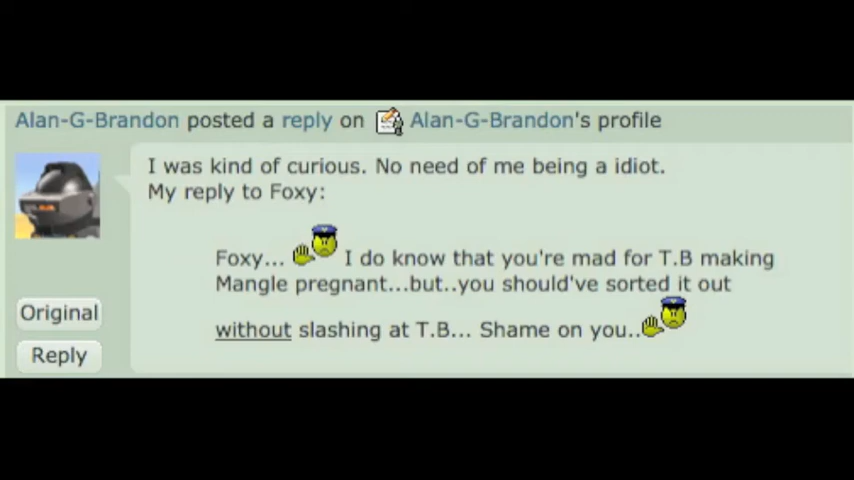 Alan-G-Brandon posted a reply on Alan-G-Brandon's profile
I was kind of curious. No need of me being a idiot.
My reply to Foxy:
Foxy... I do know that you're mad for T.B making
Mangle pregnant...but..you should've sorted it out
without slashing at T.B... Shame on you..
Original
Reply